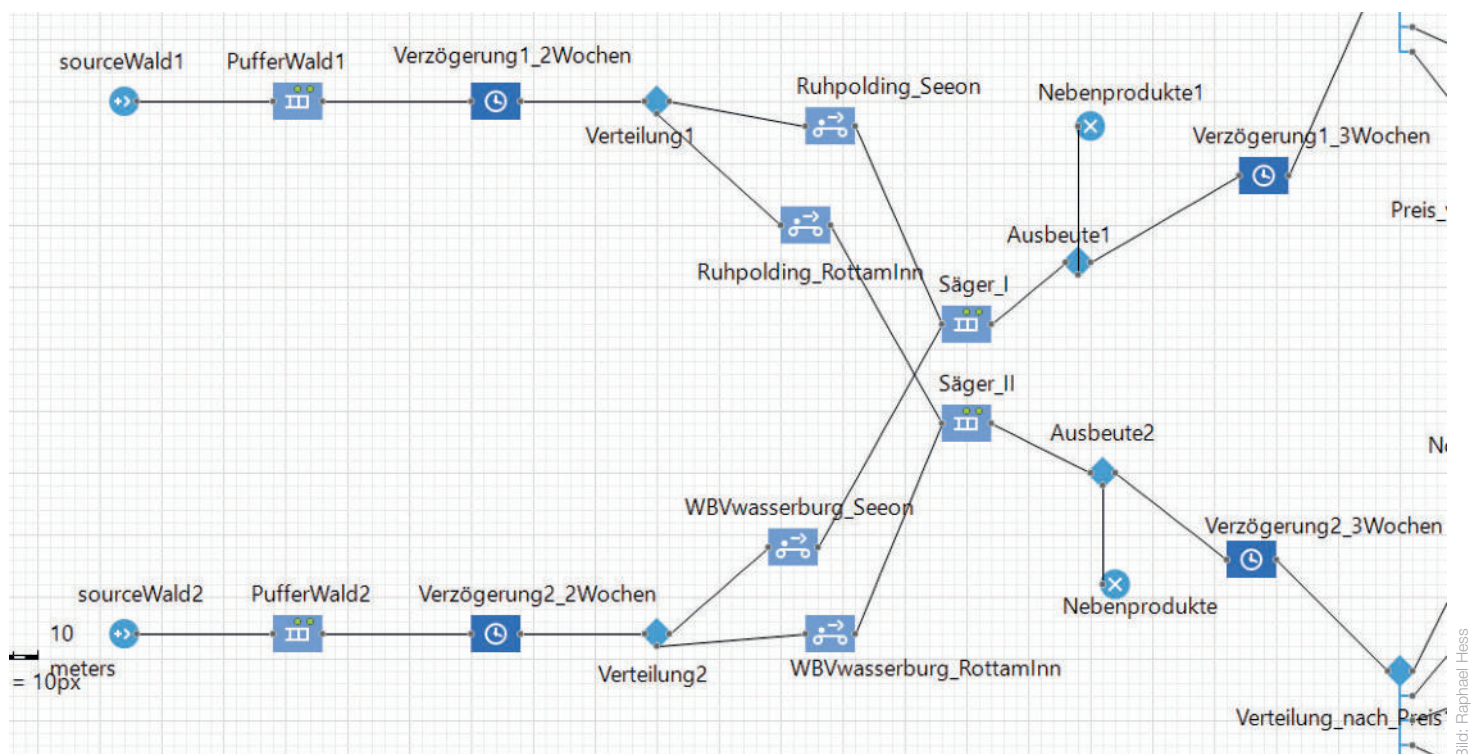 sourceWald1
PufferWald1
Verzögerung1_2Wochen
Verteilung1
Ruhpolding_Seeon
Ruhpolding_RottamInn
Nebenprodukte1
Verzögerung1_3Wochen
Preis_
Ausbeute1
Säger_I
Säger_II
Ausbeute2
Verzögerung2_3Wochen
Nebenprodukte
WBVwasserburg_Seeon
sourceWald2
PufferWald2
Verzögerung2_2Wochen
Verteilung2
WBVwasserburg_RottamInn
10
meters
= 10px
Verteilung_nach_Preis
Bild: Raphael Hess